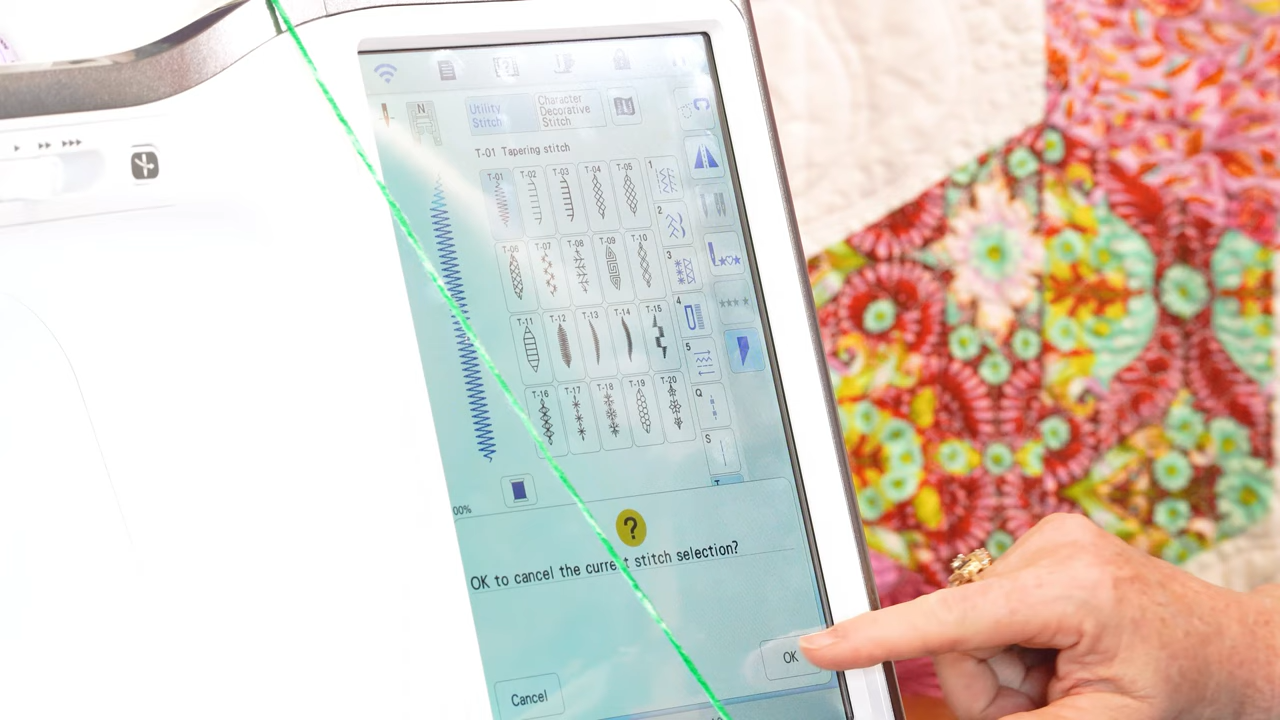 N
Utility
Stitch
Character
Decorative
Stitch
T-01 Tapering stitch
T-01 T-02 T-03 T-04 T-05
1
T-06 T-07 T-08 T-09 T-10
2
3
T-11 T-12 T-13 T-14 T-15
4
5
T-16 T-17 T-18 T-19 T-20
Q
S
T
00%
?
OK to cancel the current stitch selection?
OK
Cancel